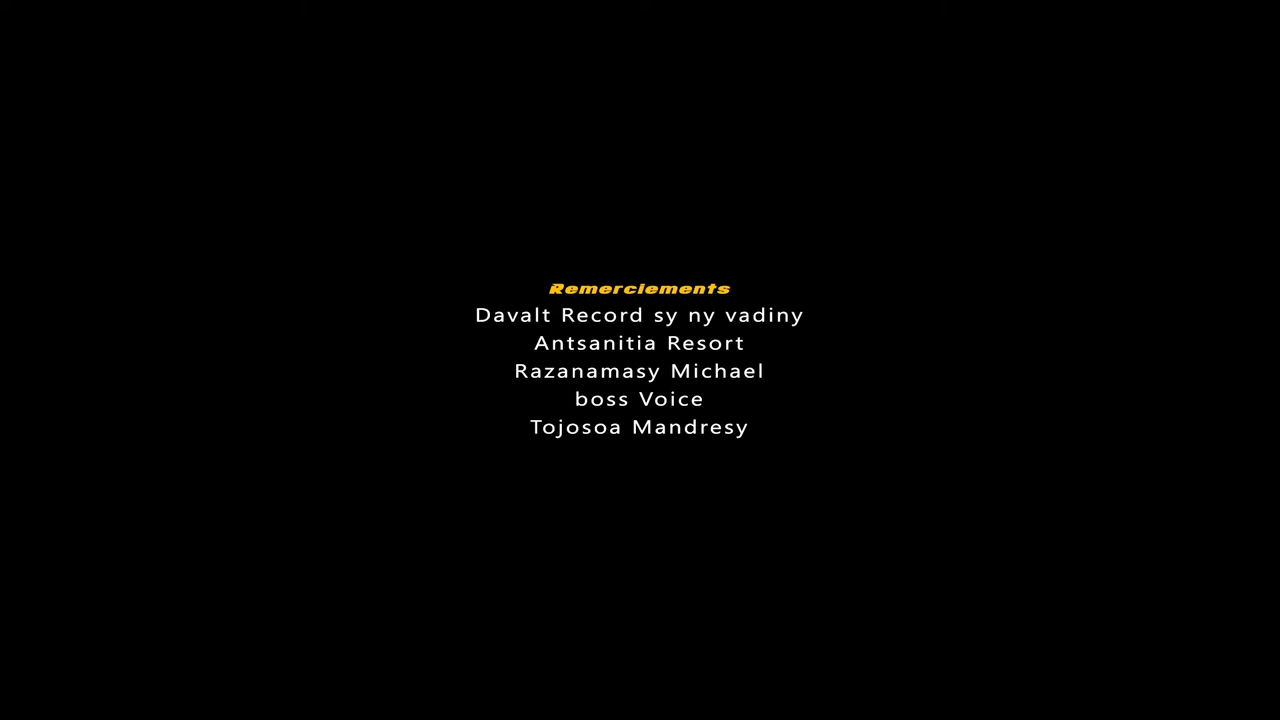 Remerciements
Davalt Record sy ny vadiny
Antsanitia Resort
Razanamasy Michael
boss Voice
Tojosoa Mandresy